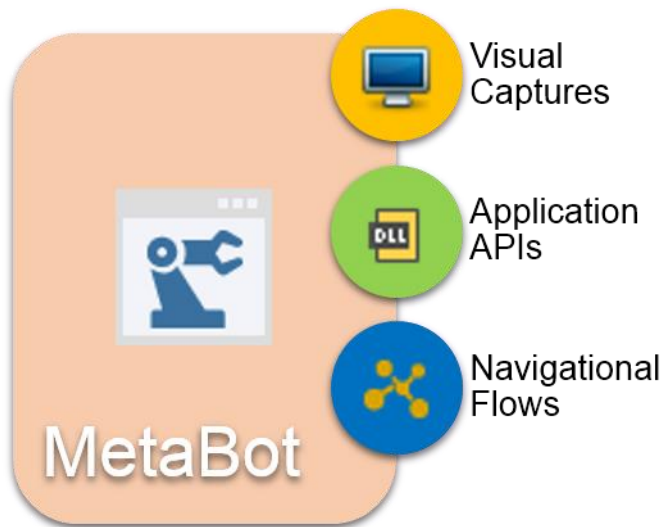 Visual
Captures
DLL
Application
APIs
Navigational
Flows
MetaBot